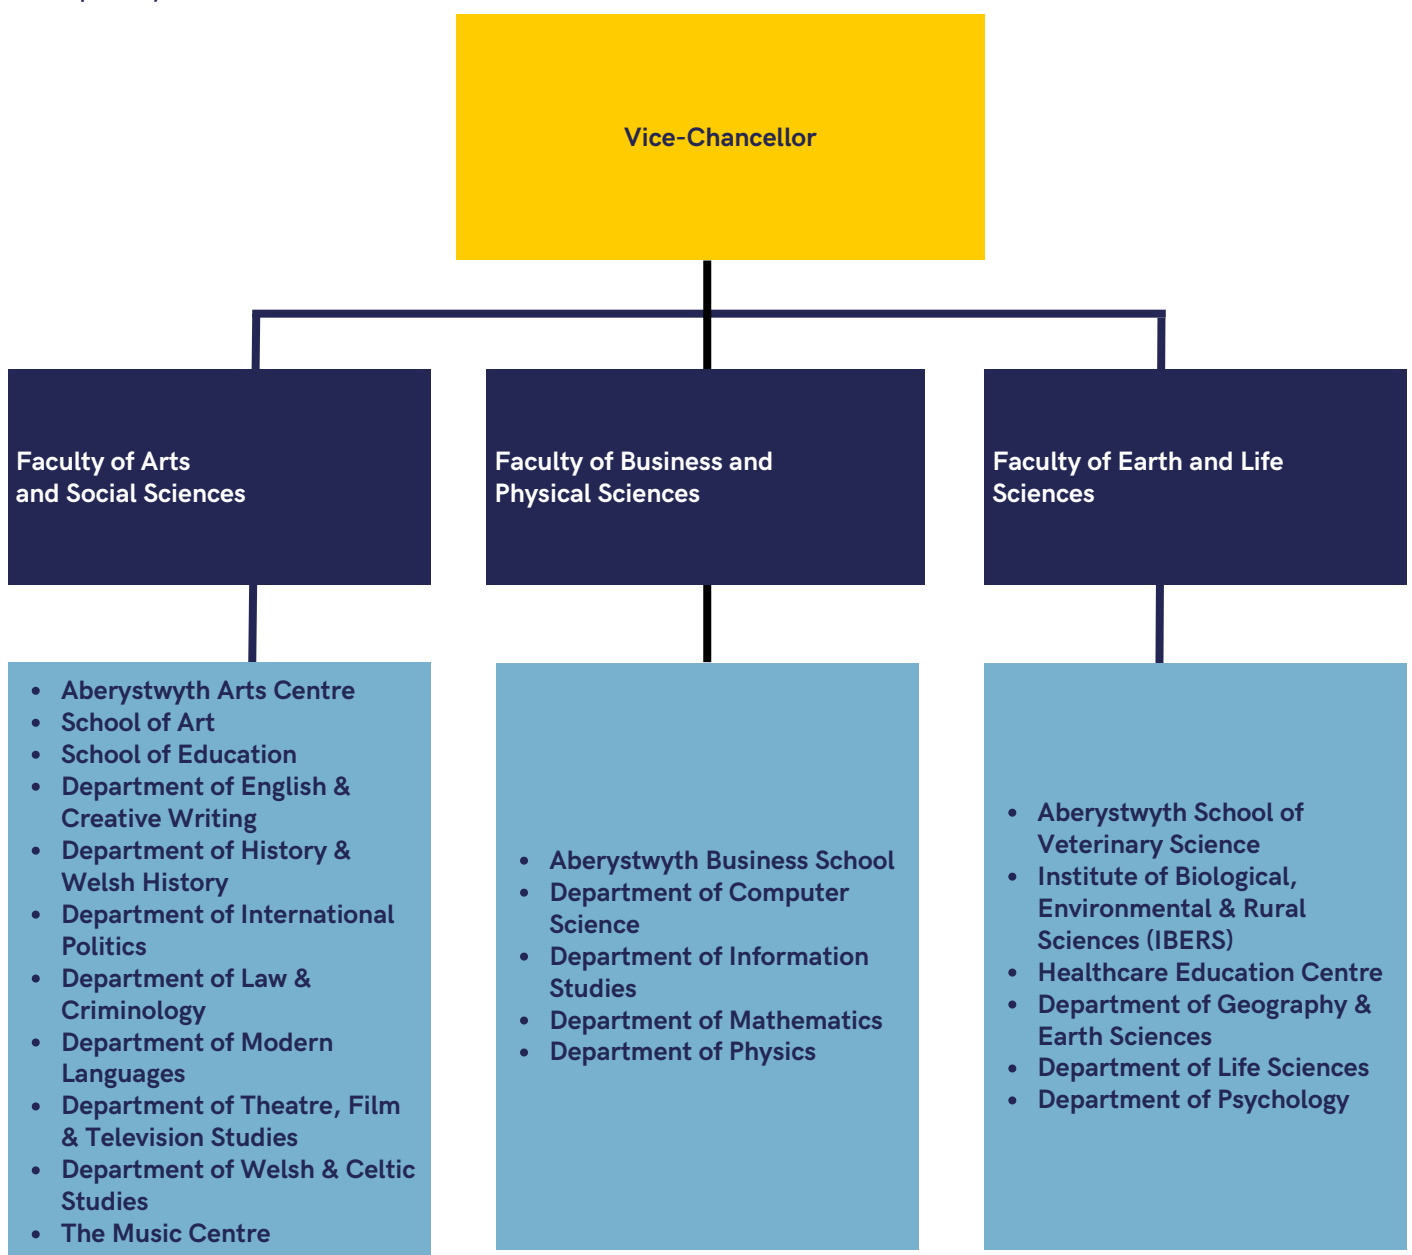 Vice-Chancellor
Faculty of Arts
and Social Sciences
Faculty of Business and
Physical Sciences
Faculty of Earth and Life
Sciences
• Aberystwyth Arts Centre
• School of Art
• School of Education
• Department of English &
Creative Writing
• Department of History &
Welsh History
• Department of International
Politics
• Department of Law &
Criminology
• Department of Modern
Languages
• Department of Theatre, Film
& Television Studies
• Department of Welsh & Celtic
Studies
• The Music Centre
• Aberystwyth Business School
• Department of Computer
Science
• Department of Information
Studies
• Department of Mathematics
• Department of Physics
• Aberystwyth School of
Veterinary Science
• Institute of Biological,
Environmental & Rural
Sciences (IBERS)
• Healthcare Education Centre
• Department of Geography &
Earth Sciences
• Department of Life Sciences
• Department of Psychology